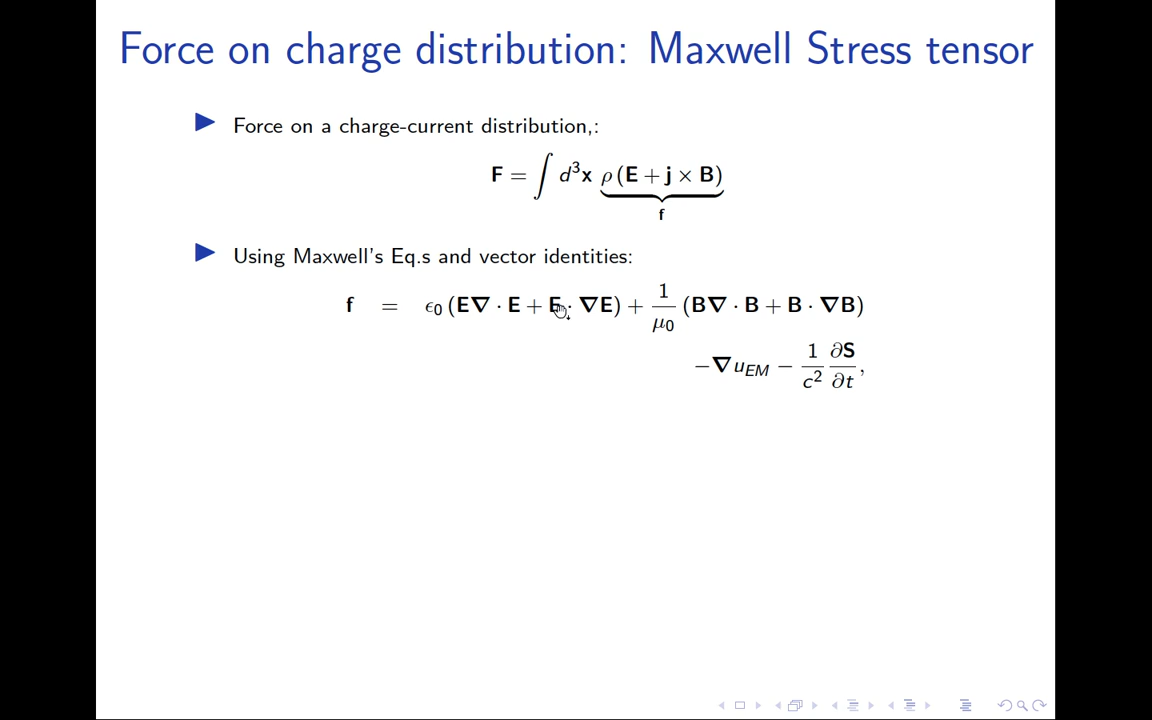 Force on charge distribution: Maxwell Stress tensor
▶ Force on a charge-current distribution,:
F = ∫ d³x ρ (E + j × B)
f
▶ Using Maxwell's Eq.s and vector identities:
f = ϵ₀ (E∇ · E + E · ∇E) + 1/μ₀ (B∇ · B + B · ∇B)
−∇u_EM − 1/c² ∂S/∂t,